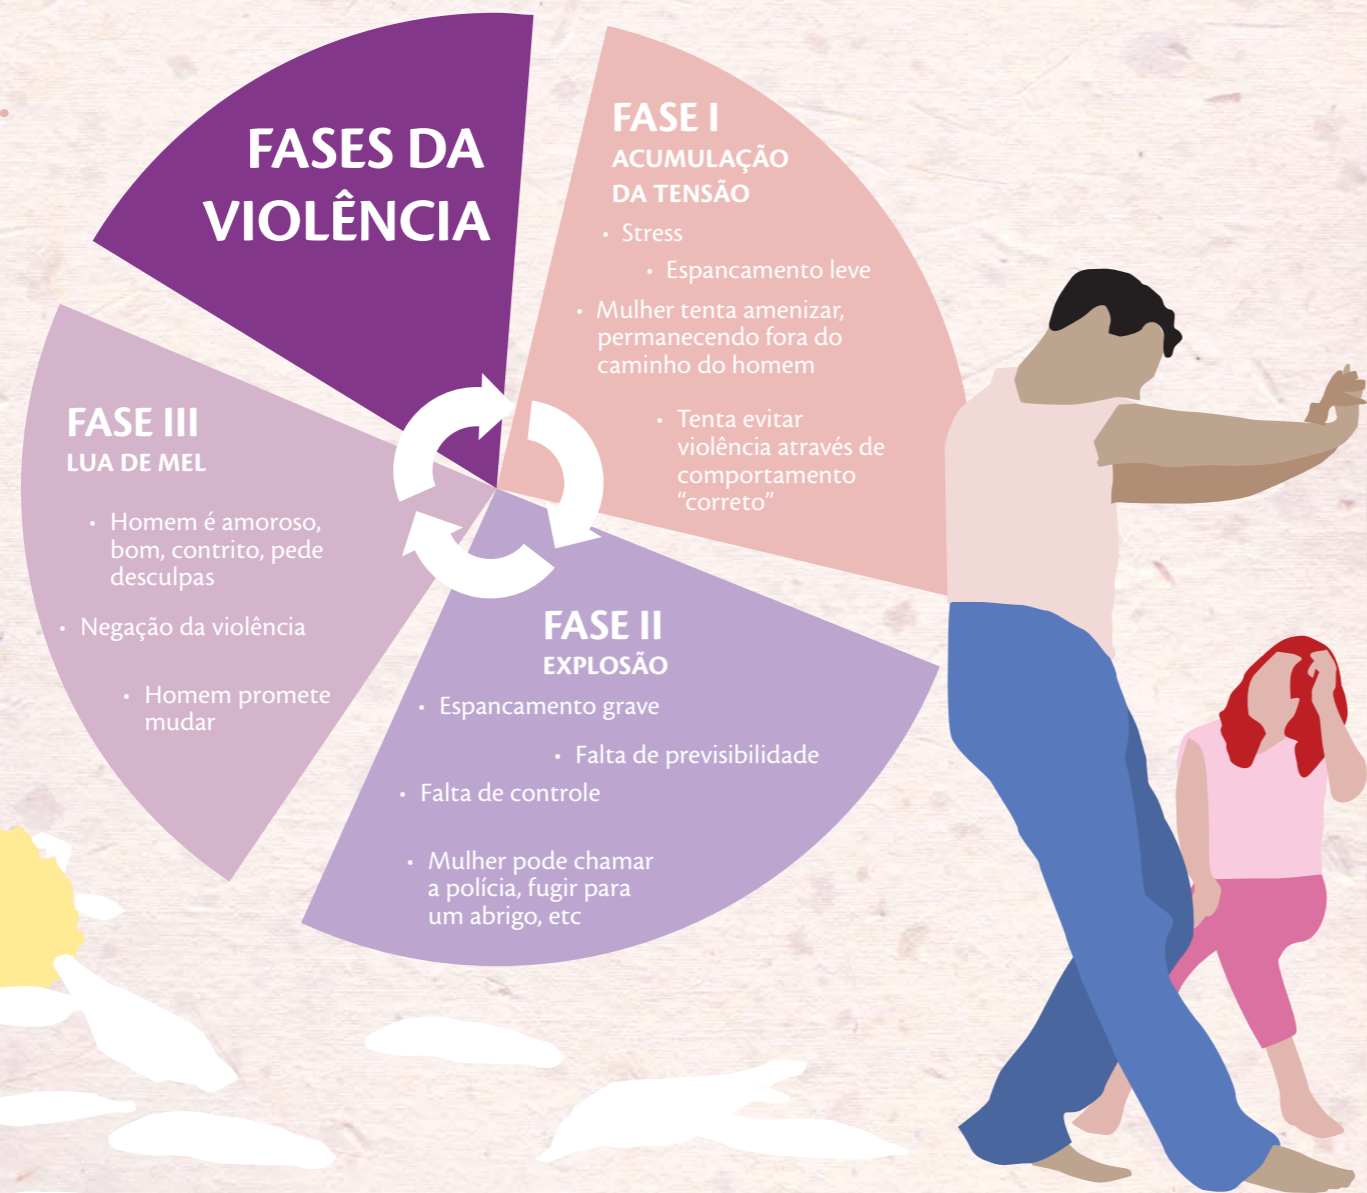 FASES DA
VIOLÊNCIA
FASE I
ACUMULAÇÃO
DA TENSÃO
• Stress
• Espancamento leve
• Mulher tenta amenizar,
permanecendo fora do
caminho do homem
• Tenta evitar
violência através de
comportamento
“correto”
FASE II
EXPLOSÃO
• Espancamento grave
• Falta de previsibilidade
• Falta de controle
• Mulher pode chamar
a polícia, fugir para
um abrigo, etc
FASE III
LUA DE MEL
• Homem é amoroso,
bom, contrito, pede
desculpas
• Negação da violência
• Homem promete
mudar